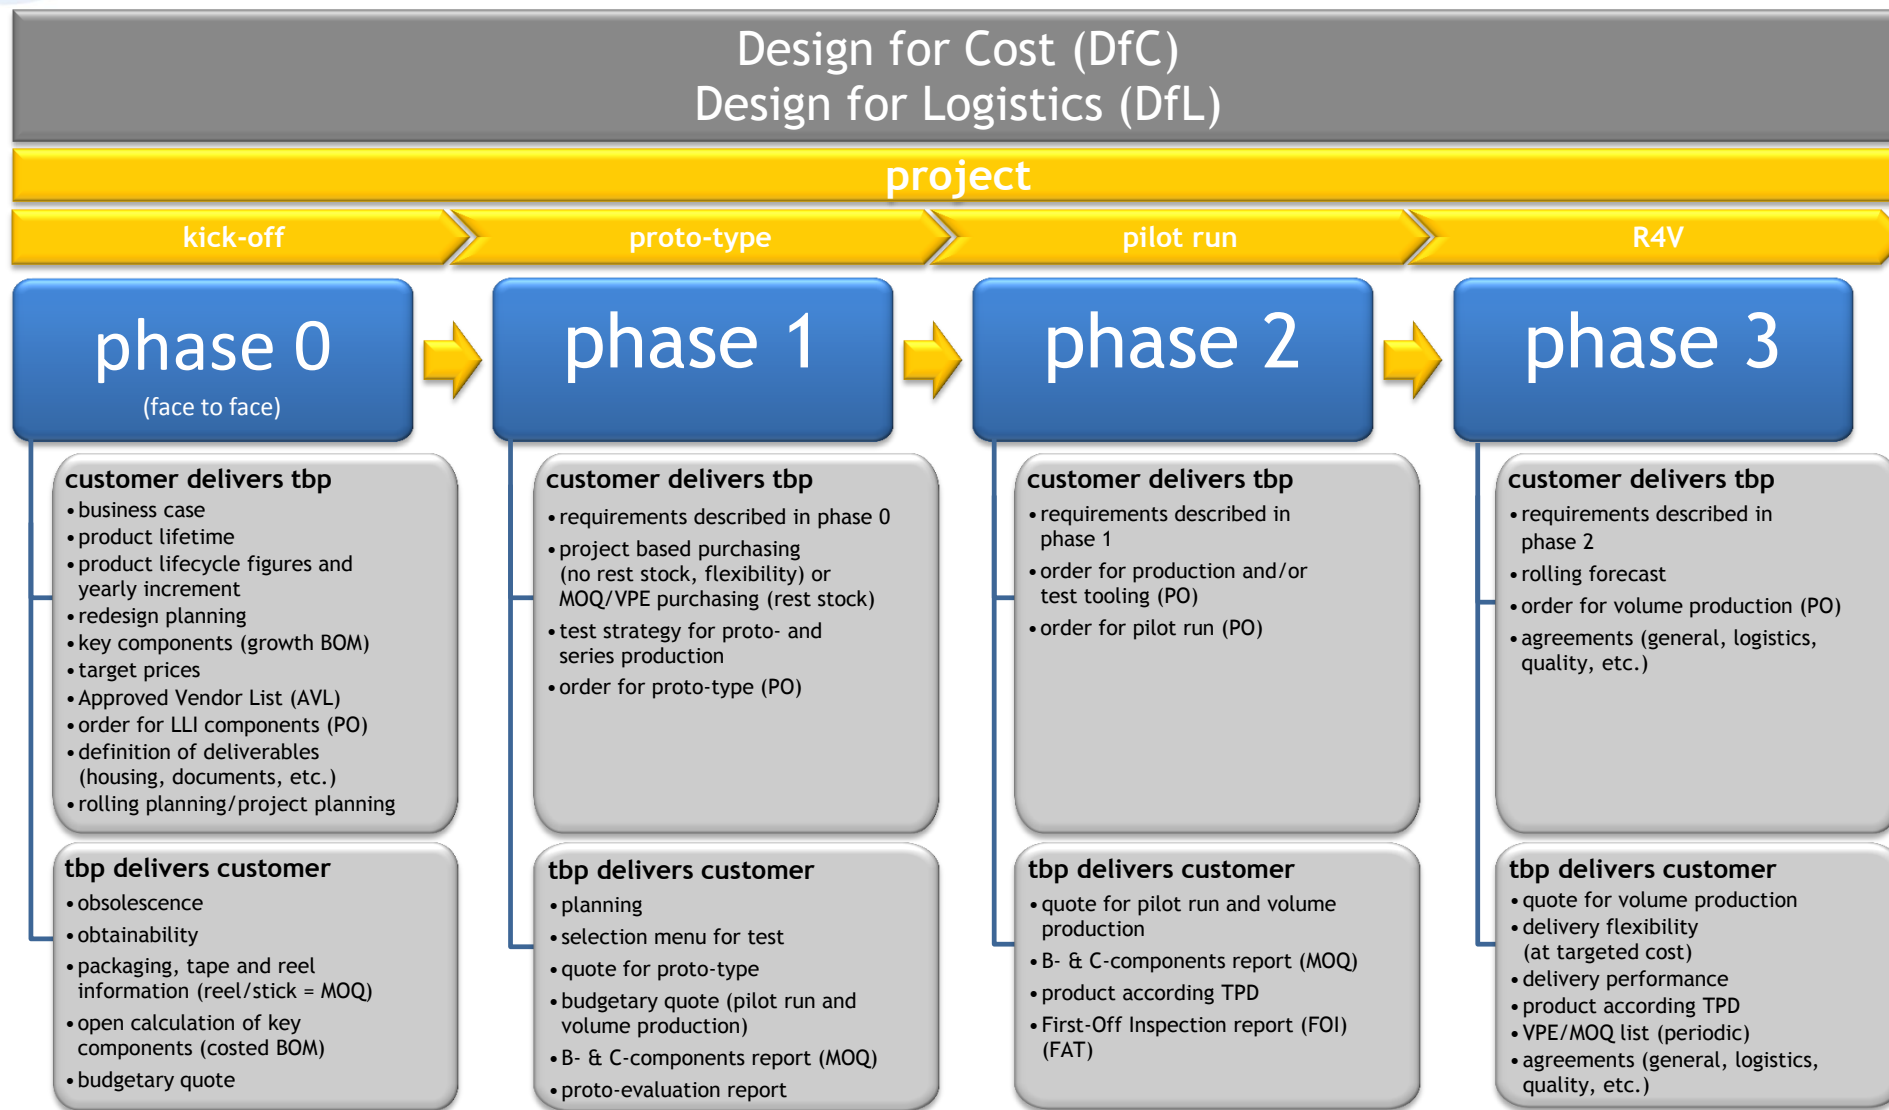 Design for Cost (DfC)
Design for Logistics (DfL)
project
kick-off
proto-type
pilot run
R4V
phase 0
(face to face)
phase 1
phase 2
phase 3
customer delivers tbp
• business case
• product lifetime
• product lifecycle figures and
yearly increment
• redesign planning
• key components (growth BOM)
• target prices
• Approved Vendor List (AVL)
• order for LLI components (PO)
• definition of deliverables
(housing, documents, etc.)
• rolling planning/project planning
tbp delivers customer
• obsolescence
• obtainability
• packaging, tape and reel
information (reel/stick = MOQ)
• open calculation of key
components (costed BOM)
• budgetary quote
customer delivers tbp
• requirements described in phase 0
• project based purchasing
(no rest stock, flexibility) or
MOQ/VPE purchasing (rest stock)
• test strategy for proto- and
series production
• order for proto-type (PO)
tbp delivers customer
• planning
• selection menu for test
• quote for proto-type
• budgetary quote (pilot run and
volume production)
• B- & C-components report (MOQ)
• proto-evaluation report
customer delivers tbp
• requirements described in
phase 1
• order for production and/or
test tooling (PO)
• order for pilot run (PO)
tbp delivers customer
• quote for pilot run and volume
production
• B- & C-components report (MOQ)
• product according TPD
• First-Off Inspection report (FOI)
(FAT)
customer delivers tbp
• requirements described in
phase 2
• rolling forecast
• order for volume production (PO)
• agreements (general, logistics,
quality, etc.)
tbp delivers customer
• quote for volume production
• delivery flexibility
(at targeted cost)
• delivery performance
• product according TPD
• VPE/MOQ list (periodic)
• agreements (general, logistics,
quality, etc.)